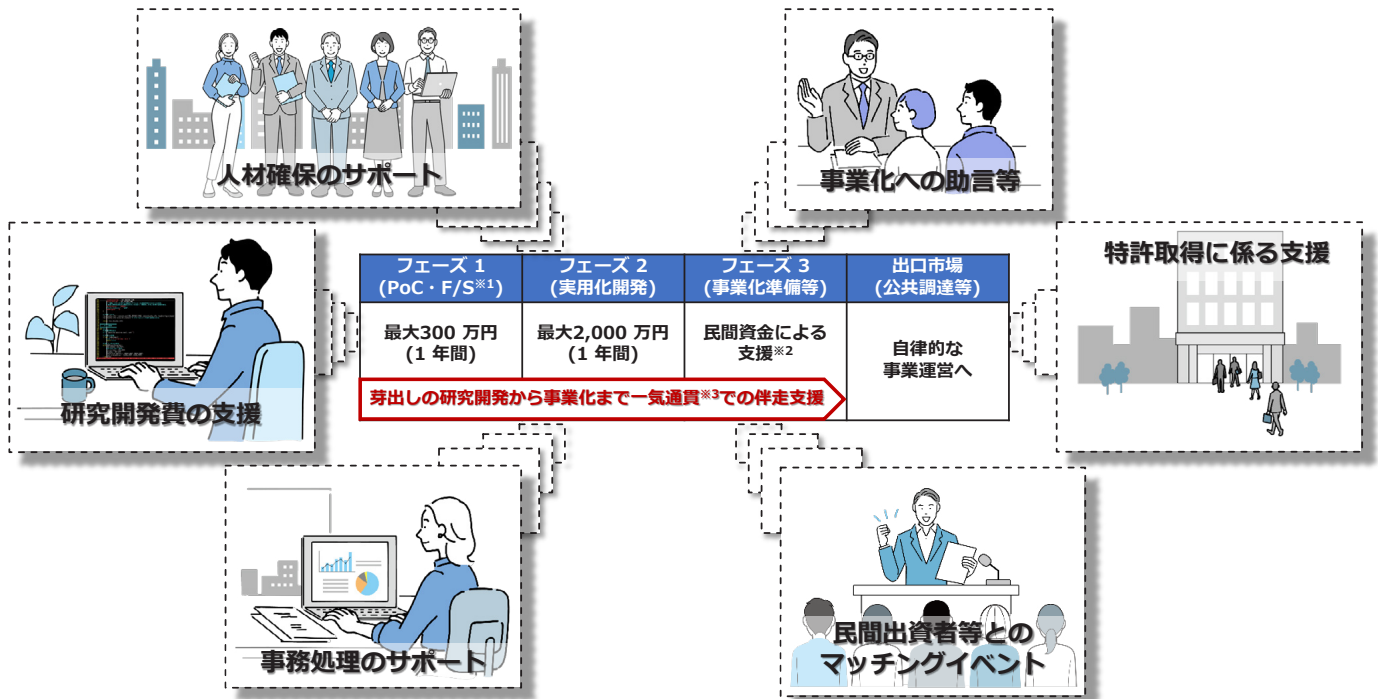 人材確保のサポート
事業化への助言等
研究開発費の支援
フェーズ 1
(PoC・F/S※1)
フェーズ 2
(実用化開発)
フェーズ 3
(事業化準備等)
出口市場
(公共調達等)
最大300 万円
(1 年間)
最大2,000 万円
(1 年間)
民間資金による
支援※2
自律的な
事業運営へ
芽出しの研究開発から事業化まで一気通貫※3での伴走支援
特許取得に係る支援
事務処理のサポート
民間出資者等との
マッチングイベント